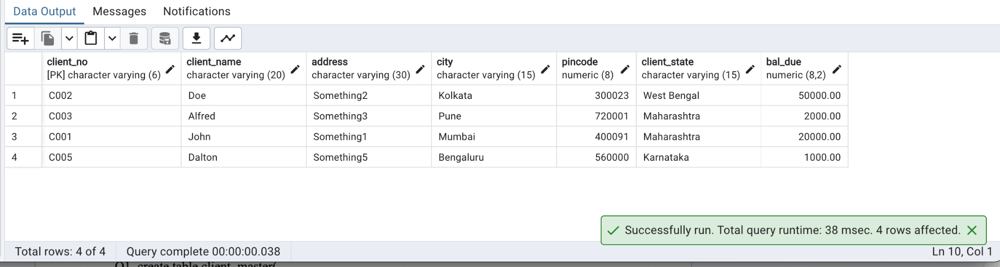 Data Output Messages Notifications
client_no client_name address city pincode client_state bal_due
[PK] character varying (6) character varying (20) character varying (30) character varying (15) numeric (8) character varying (15) numeric (8,2)
1 C002 Doe Something2 Kolkata 300023 West Bengal 50000.00
2 C003 Alfred Something3 Pune 720001 Maharashtra 2000.00
3 C001 John Something1 Mumbai 400091 Maharashtra 20000.00
4 C005 Dalton Something5 Bengaluru 560000 Karnataka 1000.00
Successfully run. Total query runtime: 38 msec. 4 rows affected.
Total rows: 4 of 4 Query complete 00:00:00.038 Ln 10, Col 1
create table client_master(